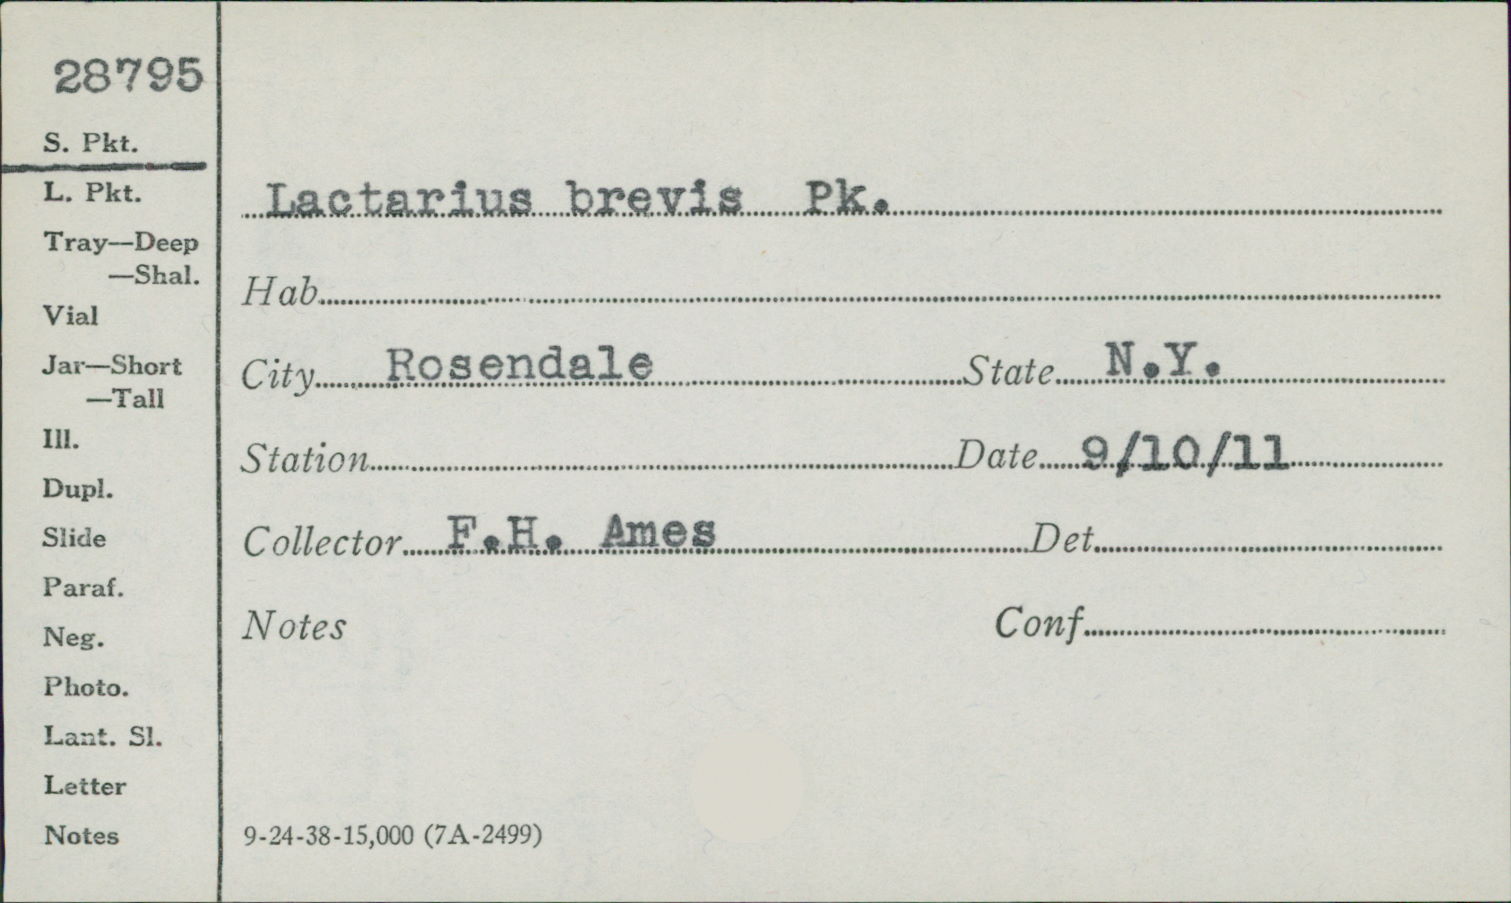 28795
S. Pkt.
L. Pkt.
Tray—Deep
—Shal.
Vial
Jar—Short
—Tall
Ill.
Dupl.
Slide
Paraf.
Neg.
Photo.
Lant. Sl.
Letter
Notes
Lactarius brevis Pk.
Hab
City Rosendale State N.Y.
Station Date 9/10/11
Collector F.H. Ames Det
Notes Conf
9-24-38-15,000 (7A-2499)